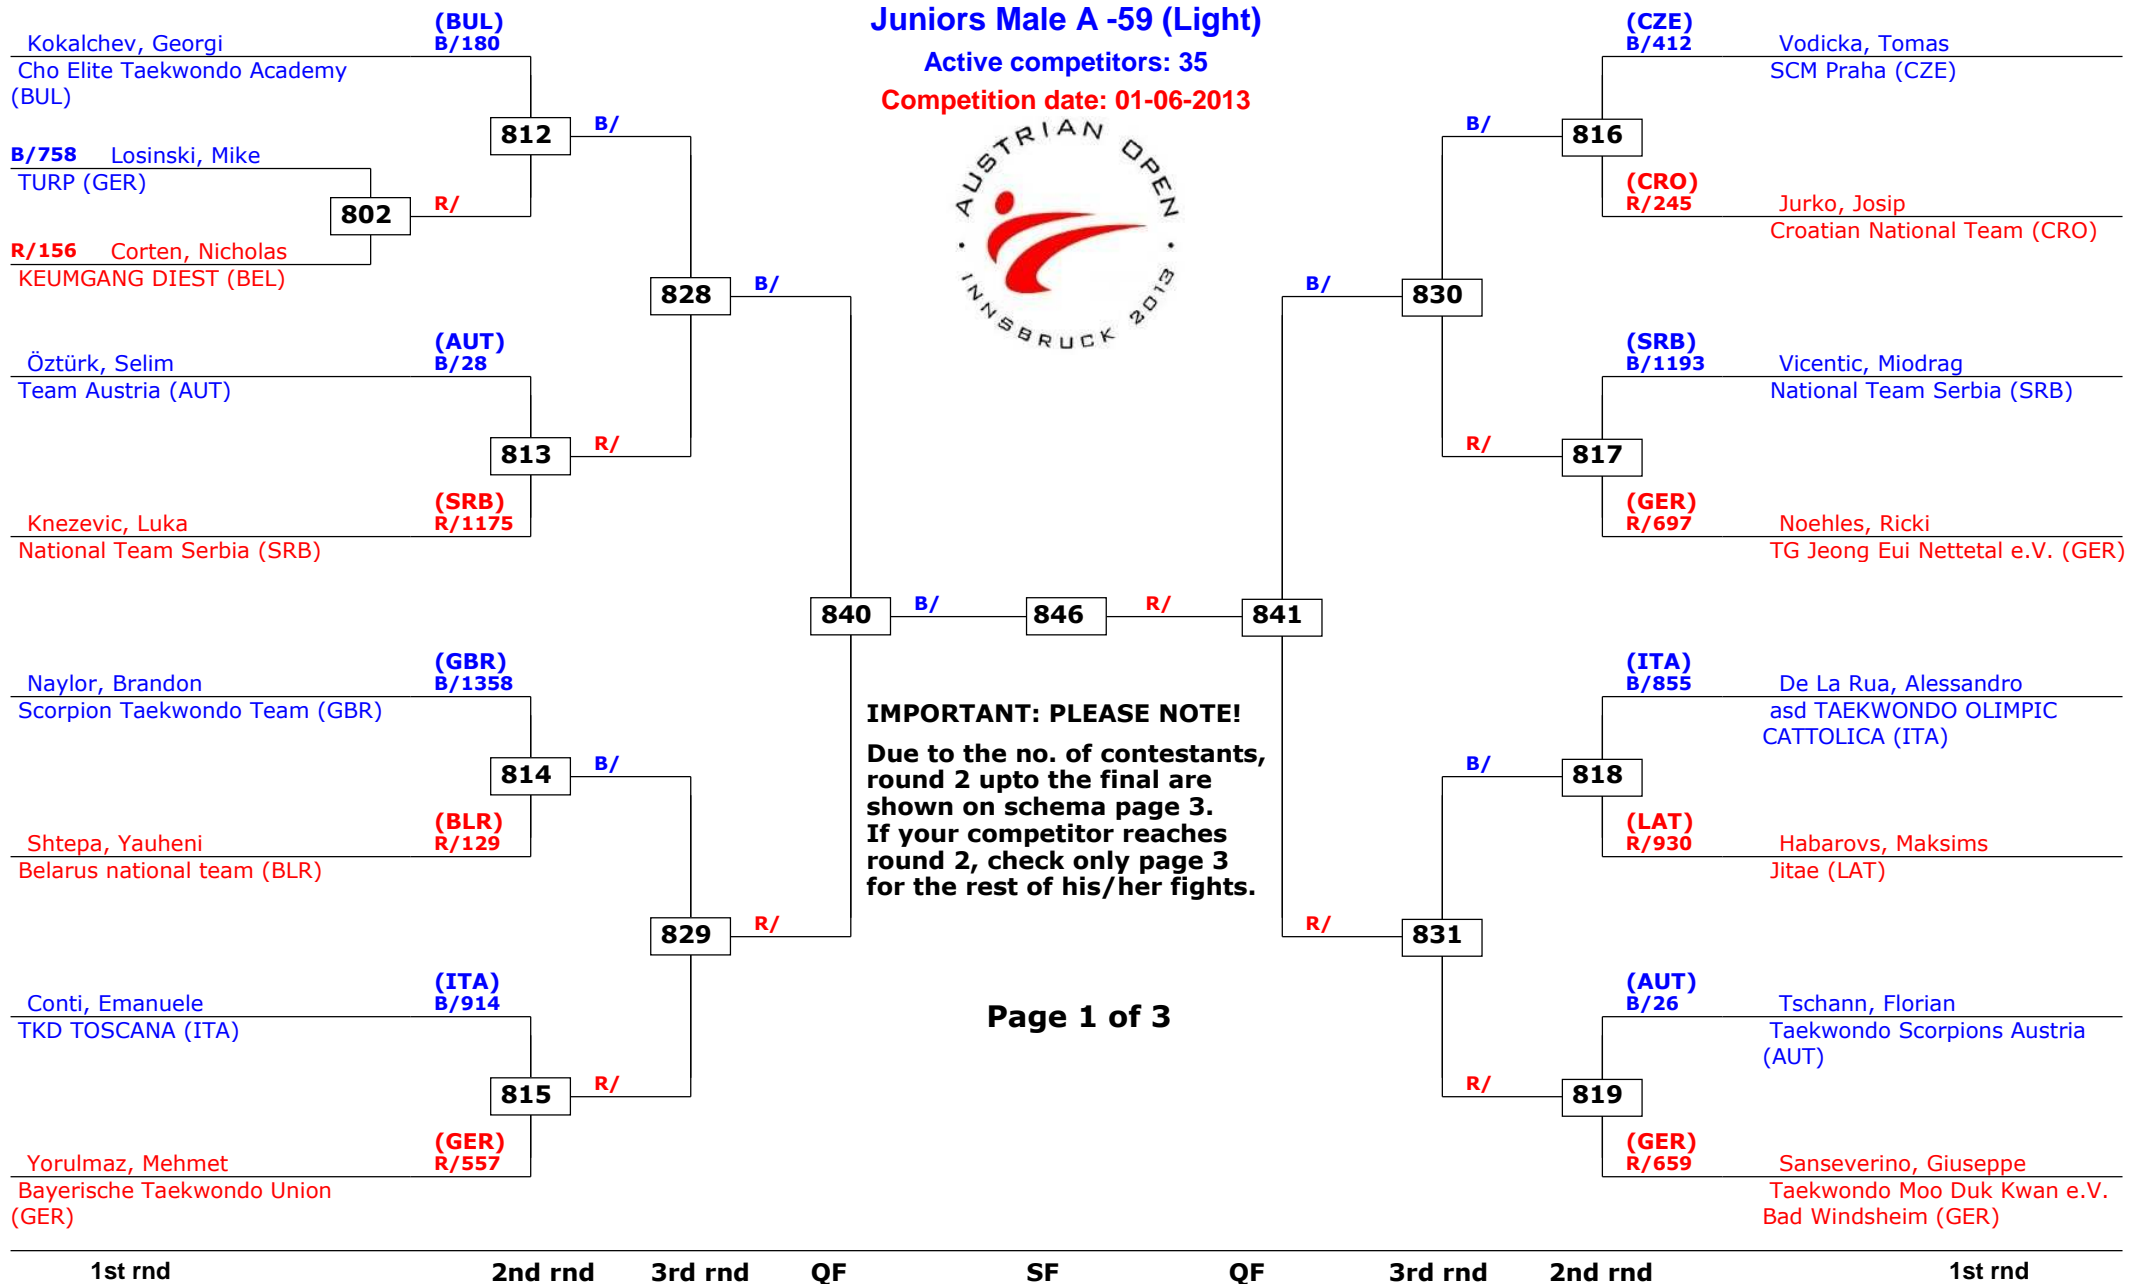 Juniors Male A -59 (Light)
Active competitors: 35
Competition date: 01-06-2013
AUSTRIAN OPEN
· INNSBRUCK 2013 ·
(BUL)
Kokalchev, Georgi B/180
Cho Elite Taekwondo Academy
(BUL)
812 B/
B/758 Losinski, Mike
TURP (GER)
802 R/
R/156 Corten, Nicholas
KEUMGANG DIEST (BEL)
828 B/
(AUT)
Öztürk, Selim B/28
Team Austria (AUT)
813 R/
(SRB)
Knezevic, Luka R/1175
National Team Serbia (SRB)
840 B/ 846 R/ 841
(GBR)
Naylor, Brandon B/1358
Scorpion Taekwondo Team (GBR)
814 B/
(BLR)
Shtepa, Yauheni R/129
Belarus national team (BLR)
829 R/
(ITA)
Conti, Emanuele B/914
TKD TOSCANA (ITA)
815 R/
(GER)
Yorulmaz, Mehmet R/557
Bayerische Taekwondo Union
(GER)
IMPORTANT: PLEASE NOTE!
Due to the no. of contestants,
round 2 upto the final are
shown on schema page 3.
If your competitor reaches
round 2, check only page 3
for the rest of his/her fights.
Page 1 of 3
(CZE)
B/412 Vodicka, Tomas
SCM Praha (CZE)
B/ 816
(CRO)
R/245 Jurko, Josip
Croatian National Team (CRO)
B/ 830
(SRB)
B/1193 Vicentic, Miodrag
National Team Serbia (SRB)
R/ 817
(GER)
R/697 Noehles, Ricki
TG Jeong Eui Nettetal e.V. (GER)
(ITA)
B/855 De La Rua, Alessandro
asd TAEKWONDO OLIMPIC
CATTOLICA (ITA)
B/ 818
(LAT)
R/930 Habarovs, Maksims
Jitae (LAT)
R/ 831
(AUT)
B/26 Tschann, Florian
Taekwondo Scorpions Austria
(AUT)
R/ 819
(GER)
R/659 Sanseverino, Giuseppe
Taekwondo Moo Duk Kwan e.V.
Bad Windsheim (GER)
1st rnd 2nd rnd 3rd rnd QF SF QF 3rd rnd 2nd rnd 1st rnd